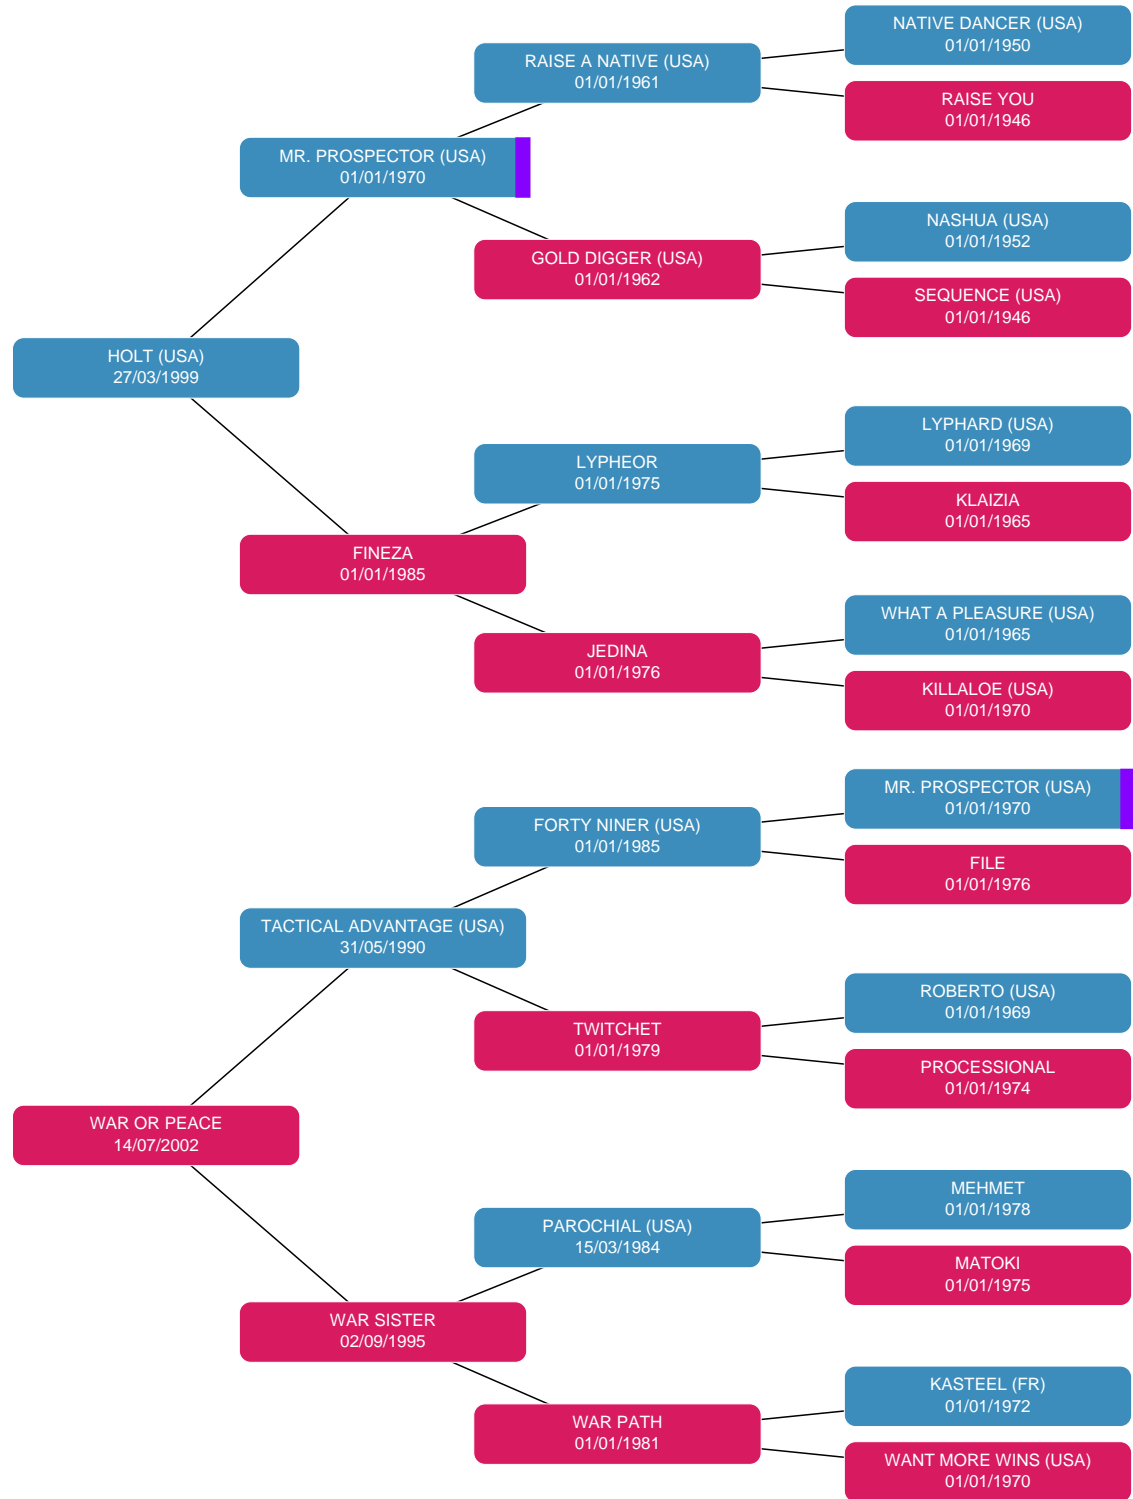 NATIVE DANCER (USA)
01/01/1950
RAISE A NATIVE (USA)
01/01/1961
RAISE YOU
01/01/1946
MR. PROSPECTOR (USA)
01/01/1970
NASHUA (USA)
01/01/1952
GOLD DIGGER (USA)
01/01/1962
SEQUENCE (USA)
01/01/1946
HOLT (USA)
27/03/1999
LYPHARD (USA)
01/01/1969
LYPHEOR
01/01/1975
KLAIZIA
01/01/1965
FINEZA
01/01/1985
WHAT A PLEASURE (USA)
01/01/1965
JEDINA
01/01/1976
KILLALOE (USA)
01/01/1970
MR. PROSPECTOR (USA)
01/01/1970
FORTY NINER (USA)
01/01/1985
FILE
01/01/1976
TACTICAL ADVANTAGE (USA)
31/05/1990
ROBERTO (USA)
01/01/1969
TWITCHET
01/01/1979
PROCESSIONAL
01/01/1974
WAR OR PEACE
14/07/2002
MEHMET
01/01/1978
PAROCHIAL (USA)
15/03/1984
MATOKI
01/01/1975
WAR SISTER
02/09/1995
KASTEEL (FR)
01/01/1972
WAR PATH
01/01/1981
WANT MORE WINS (USA)
01/01/1970